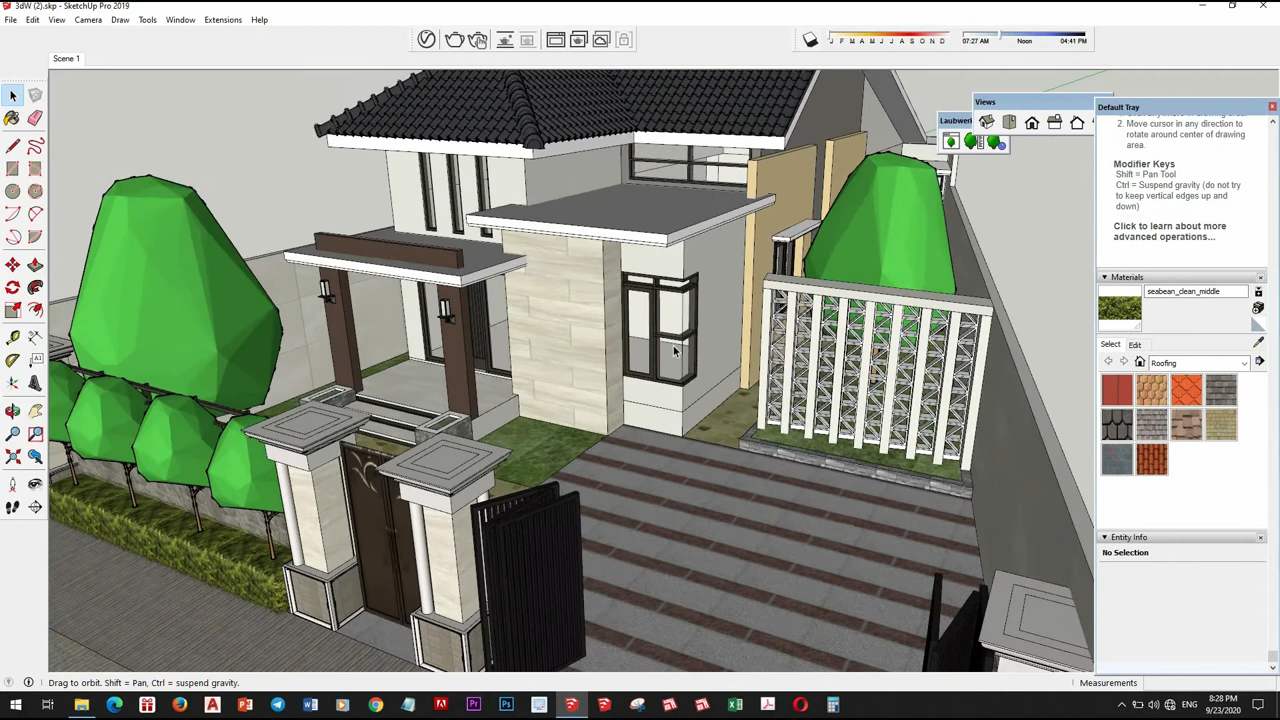 3dW (2).skp - SketchUp Pro 2019
File Edit View Camera Draw Tools Window Extensions Help
J F M A M J J A S O N D
07:27 AM Noon 04:41 PM
Scene 1
Views
Default Tray
Laubwer
2. Move cursor in any direction to
rotate around center of drawing
area.
Modifier Keys
Shift = Pan Tool
Ctrl = Suspend gravity (do not try
to keep vertical edges up and
down)
Click to learn about more
advanced operations...
Materials
seabean_clean_middle
Select Edit
Roofing
Entity Info
No Selection
Drag to orbit. Shift = Pan, Ctrl = suspend gravity.
Measurements
ENG
8:28 PM
9/23/2020